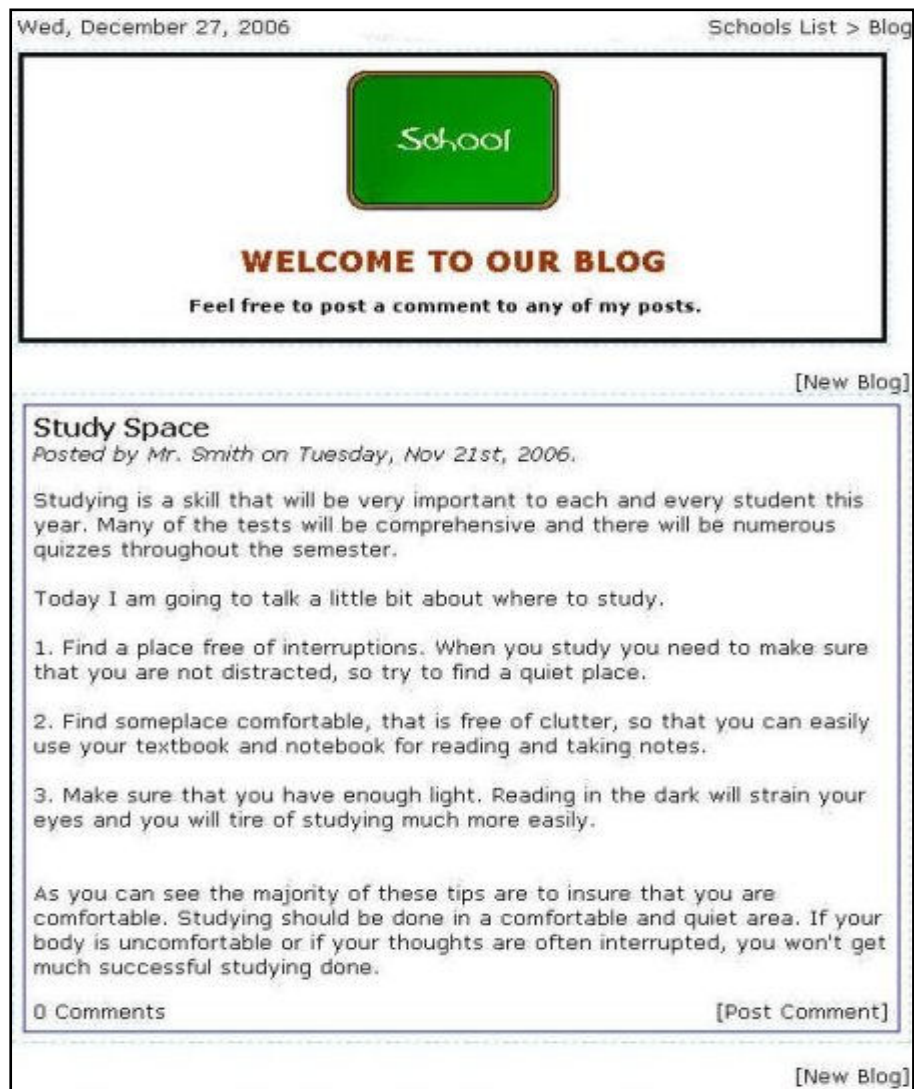 Wed, December 27, 2006 Schools List > Blog
School
WELCOME TO OUR BLOG
Feel free to post a comment to any of my posts.
[New Blog]
Study Space
Posted by Mr. Smith on Tuesday, Nov 21st, 2006.
Studying is a skill that will be very important to each and every student this
year. Many of the tests will be comprehensive and there will be numerous
quizzes throughout the semester.
Today I am going to talk a little bit about where to study.
1. Find a place free of interruptions. When you study you need to make sure
that you are not distracted, so try to find a quiet place.
2. Find someplace comfortable, that is free of clutter, so that you can easily
use your textbook and notebook for reading and taking notes.
3. Make sure that you have enough light. Reading in the dark will strain your
eyes and you will tire of studying much more easily.
As you can see the majority of these tips are to insure that you are
comfortable. Studying should be done in a comfortable and quiet area. If your
body is uncomfortable or if your thoughts are often interrupted, you won't get
much successful studying done.
0 Comments [Post Comment]
[New Blog]